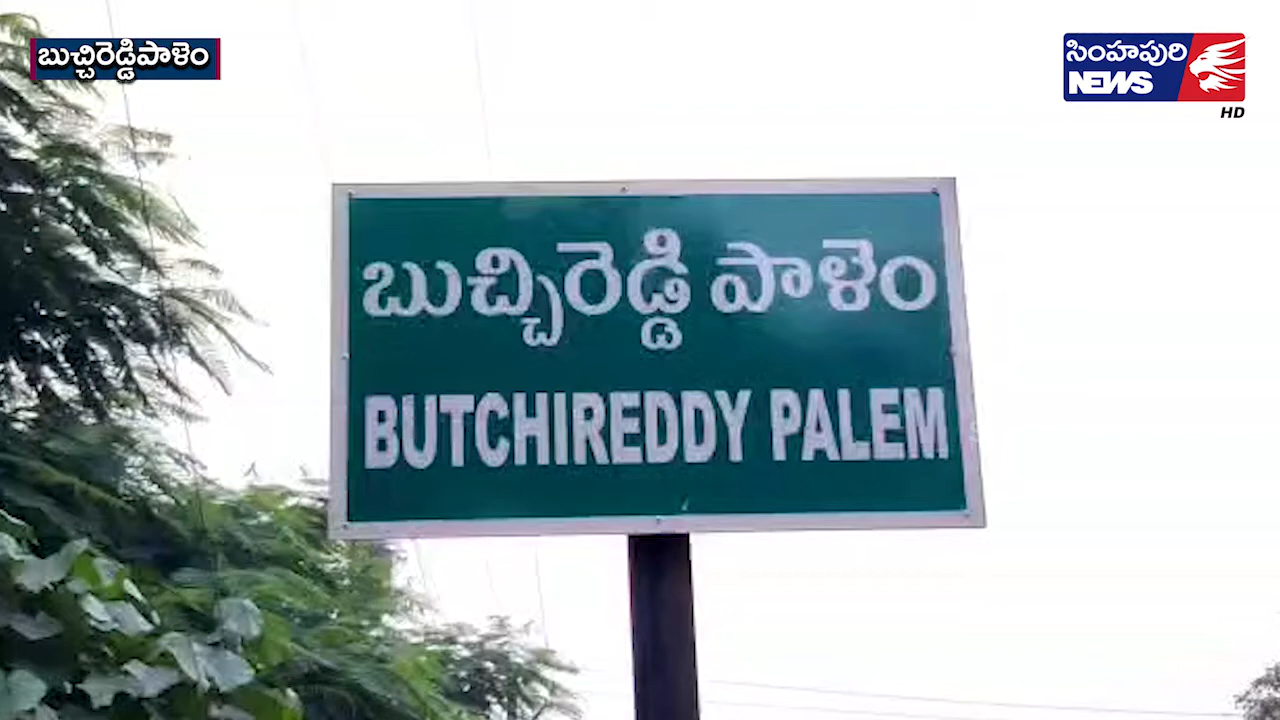 బుచ్చిరెడ్డిపాళెం
సింహపురి
NEWS
HD
బుచ్చిరెడ్డి పాళెం
BUTCHIREDDY PALEM